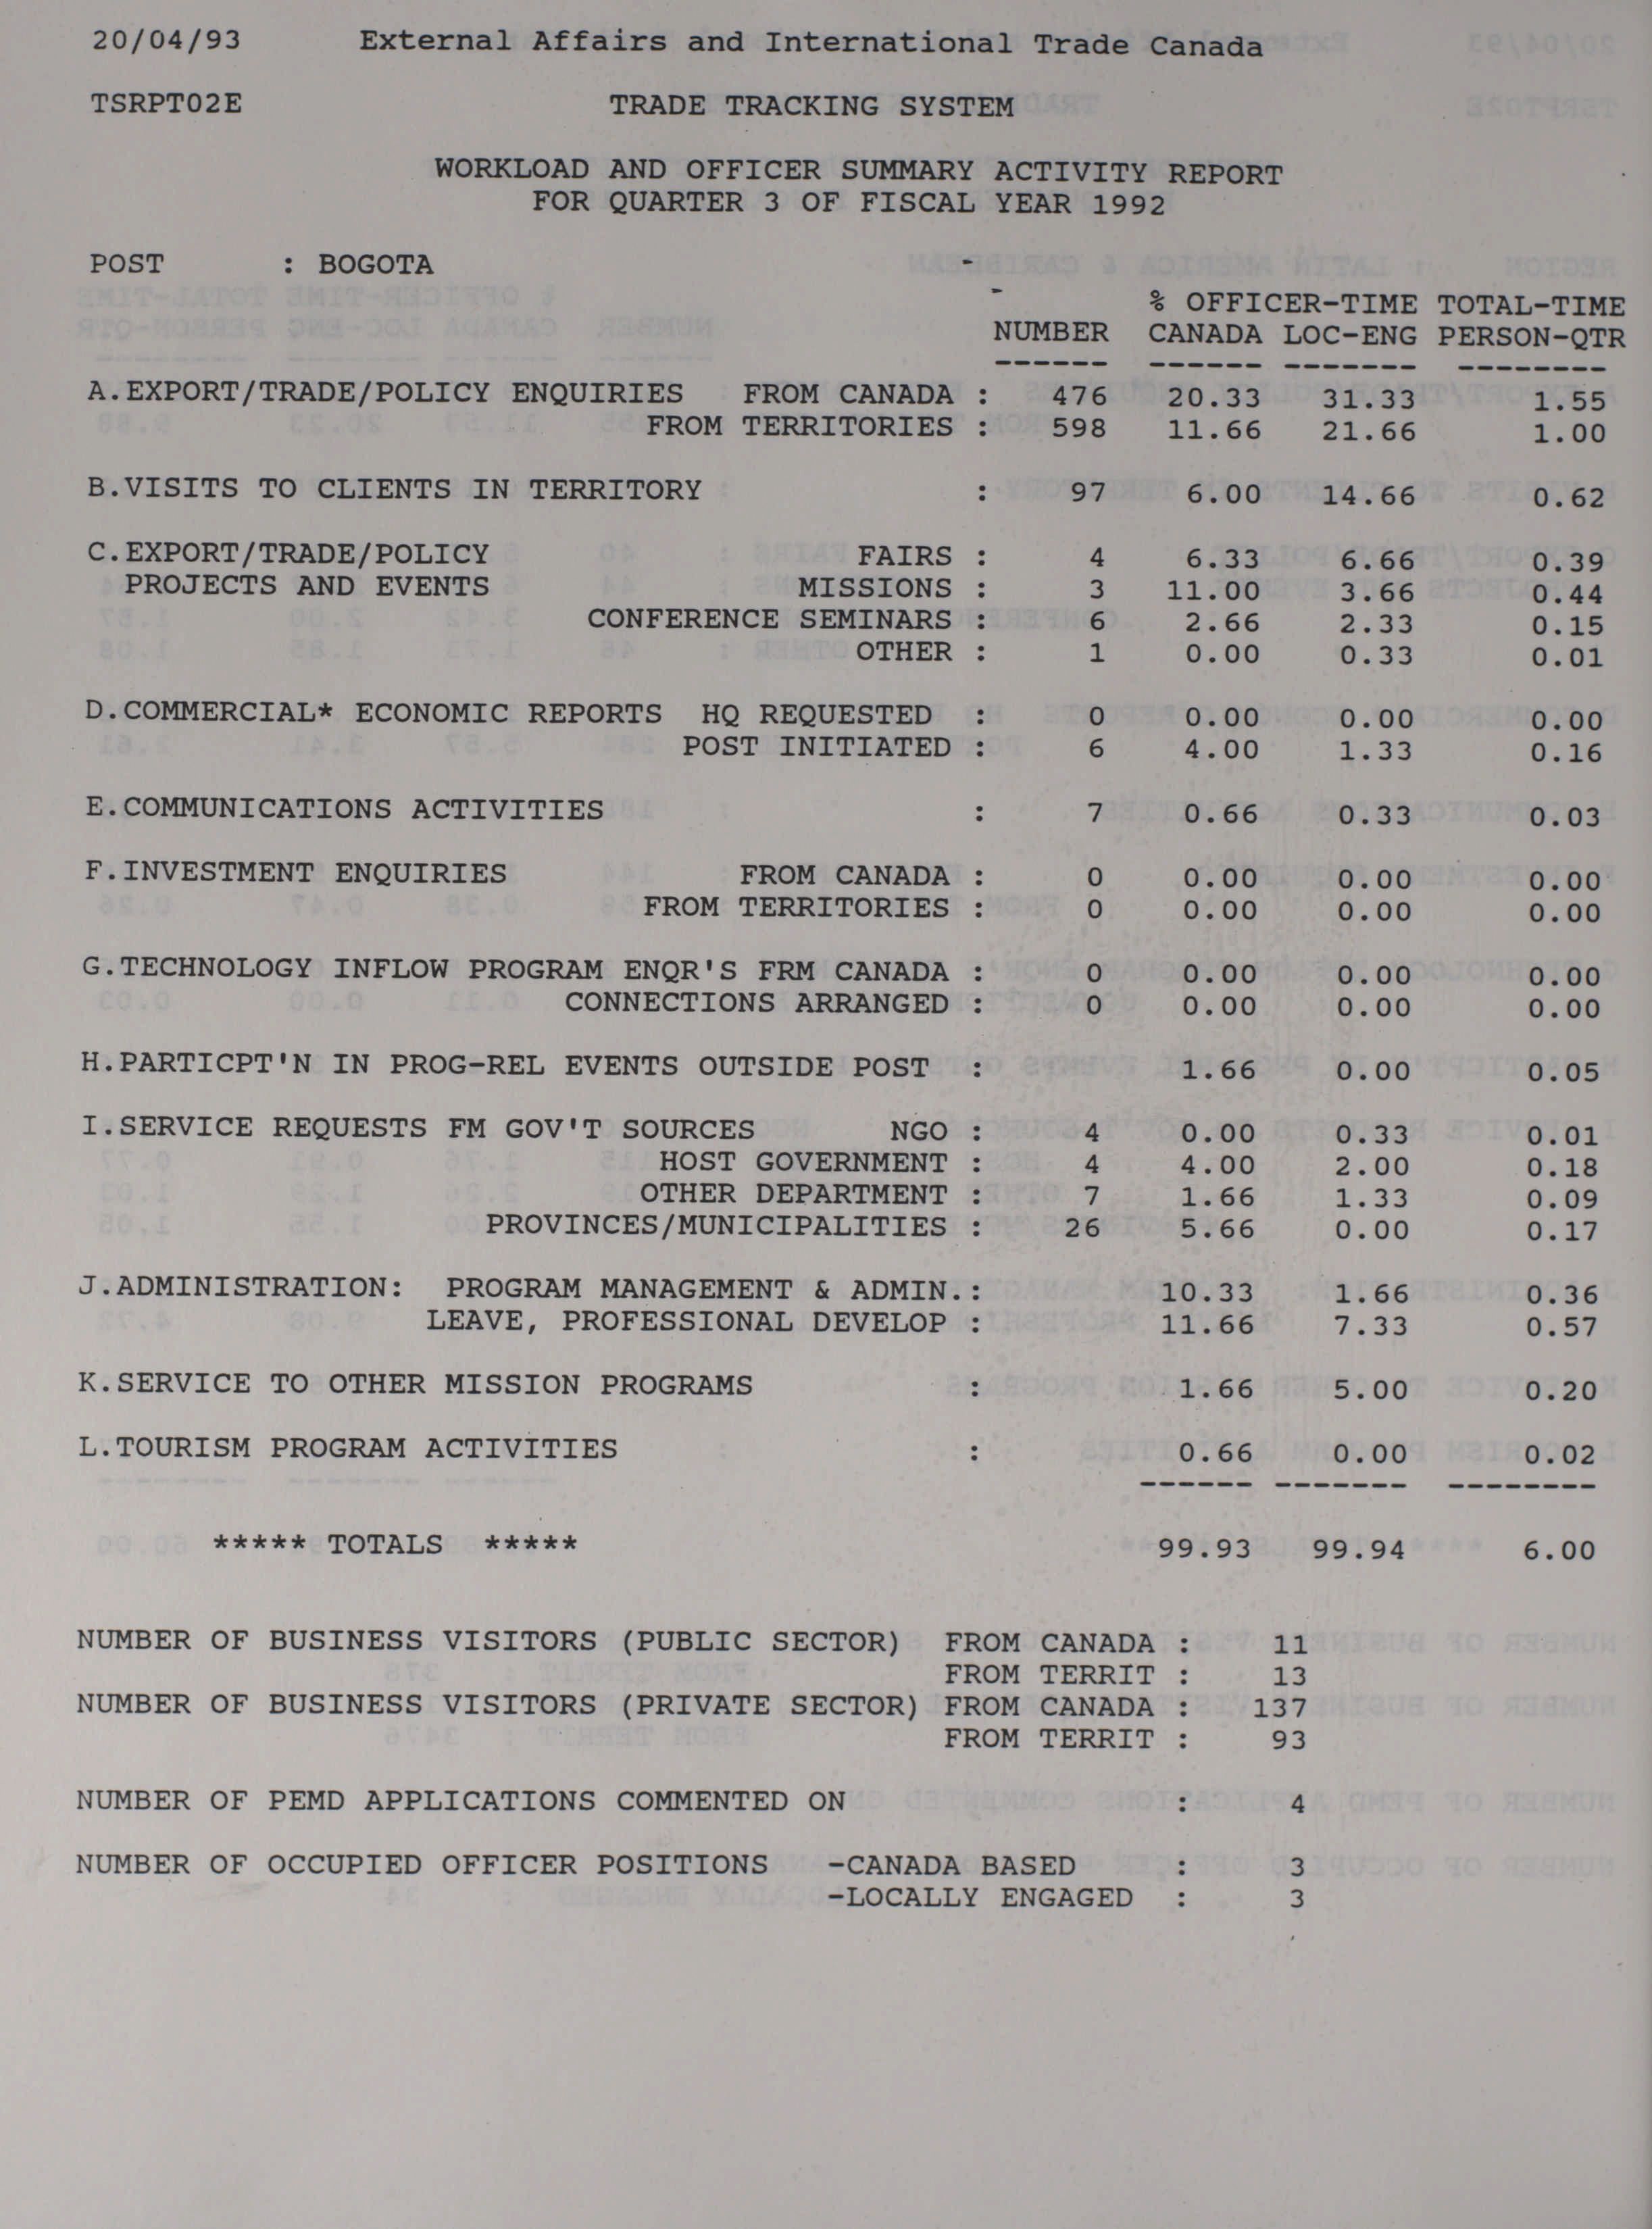 20/04/93 External Affairs and International Trade Canada
TSRPT02E TRADE TRACKING SYSTEM
WORKLOAD AND OFFICER SUMMARY ACTIVITY REPORT
FOR QUARTER 3 OF FISCAL YEAR 1992
POST : BOGOTA -
- % OFFICER-TIME TOTAL-TIME
NUMBER CANADA LOC-ENG PERSON-QTR
------ ------ ------- --------
A.EXPORT/TRADE/POLICY ENQUIRIES FROM CANADA : 476 20.33 31.33 1.55
FROM TERRITORIES : 598 11.66 21.66 1.00
B.VISITS TO CLIENTS IN TERRITORY : 97 6.00 14.66 0.62
C.EXPORT/TRADE/POLICY FAIRS : 4 6.33 6.66 0.39
PROJECTS AND EVENTS MISSIONS : 3 11.00 3.66 0.44
CONFERENCE SEMINARS : 6 2.66 2.33 0.15
OTHER : 1 0.00 0.33 0.01
D.COMMERCIAL* ECONOMIC REPORTS HQ REQUESTED : 0 0.00 0.00 0.00
POST INITIATED : 6 4.00 1.33 0.16
E.COMMUNICATIONS ACTIVITIES : 7 0.66 0.33 0.03
F.INVESTMENT ENQUIRIES FROM CANADA : 0 0.00 0.00 0.00
FROM TERRITORIES : 0 0.00 0.00 0.00
G.TECHNOLOGY INFLOW PROGRAM ENQR'S FRM CANADA : 0 0.00 0.00 0.00
CONNECTIONS ARRANGED : 0 0.00 0.00 0.00
H.PARTICPT'N IN PROG-REL EVENTS OUTSIDE POST : 1.66 0.00 0.05
I.SERVICE REQUESTS FM GOV'T SOURCES NGO : 4 0.00 0.33 0.01
HOST GOVERNMENT : 4 4.00 2.00 0.18
OTHER DEPARTMENT : 7 1.66 1.33 0.09
PROVINCES/MUNICIPALITIES : 26 5.66 0.00 0.17
J.ADMINISTRATION: PROGRAM MANAGEMENT & ADMIN.: 10.33 1.66 0.36
LEAVE, PROFESSIONAL DEVELOP : 11.66 7.33 0.57
K.SERVICE TO OTHER MISSION PROGRAMS : 1.66 5.00 0.20
L.TOURISM PROGRAM ACTIVITIES : 0.66 0.00 0.02
------ ------- --------
***** TOTALS ***** 99.93 99.94 6.00
NUMBER OF BUSINESS VISITORS (PUBLIC SECTOR) FROM CANADA : 11
FROM TERRIT : 13
NUMBER OF BUSINESS VISITORS (PRIVATE SECTOR) FROM CANADA : 137
FROM TERRIT : 93
NUMBER OF PEMD APPLICATIONS COMMENTED ON : 4
NUMBER OF OCCUPIED OFFICER POSITIONS -CANADA BASED : 3
-LOCALLY ENGAGED : 3